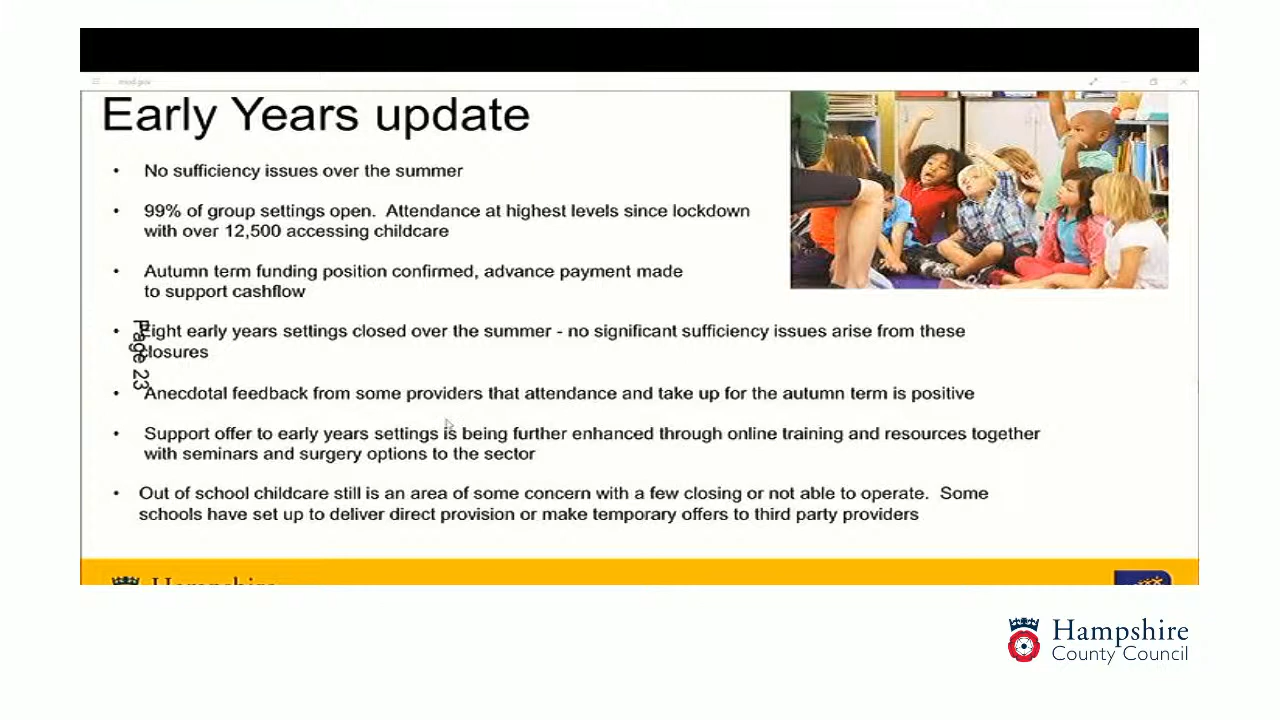 mod.gov
Early Years update
• No sufficiency issues over the summer
• 99% of group settings open.  Attendance at highest levels since lockdown
with over 12,500 accessing childcare
• Autumn term funding position confirmed, advance payment made
to support cashflow
• Eight early years settings closed over the summer - no significant sufficiency issues arise from these
closures
Page 23
• Anecdotal feedback from some providers that attendance and take up for the autumn term is positive
• Support offer to early years settings is being further enhanced through online training and resources together
with seminars and surgery options to the sector
• Out of school childcare still is an area of some concern with a few closing or not able to operate.  Some
schools have set up to deliver direct provision or make temporary offers to third party providers
Hampshire
Hampshire
County Council